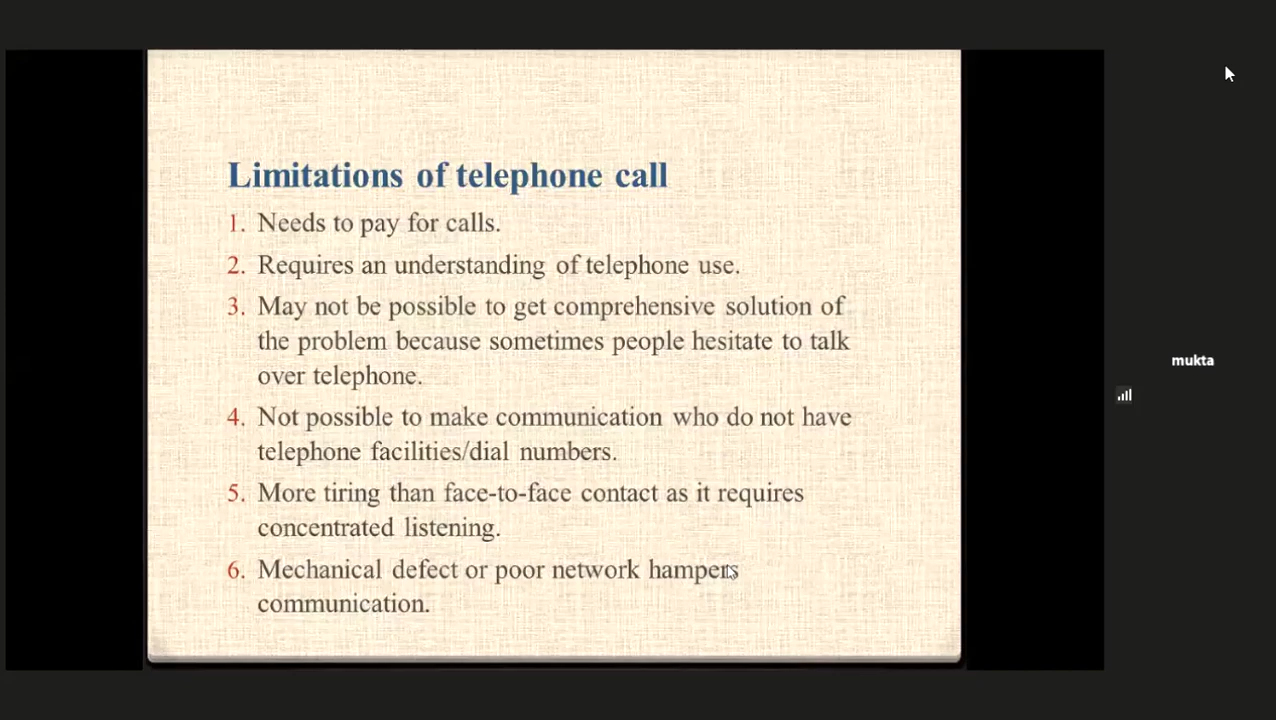 Limitations of telephone call
1. Needs to pay for calls.
2. Requires an understanding of telephone use.
3. May not be possible to get comprehensive solution of
the problem because sometimes people hesitate to talk
over telephone.
4. Not possible to make communication who do not have
telephone facilities/dial numbers.
5. More tiring than face-to-face contact as it requires
concentrated listening.
6. Mechanical defect or poor network hampers
communication.
mukta